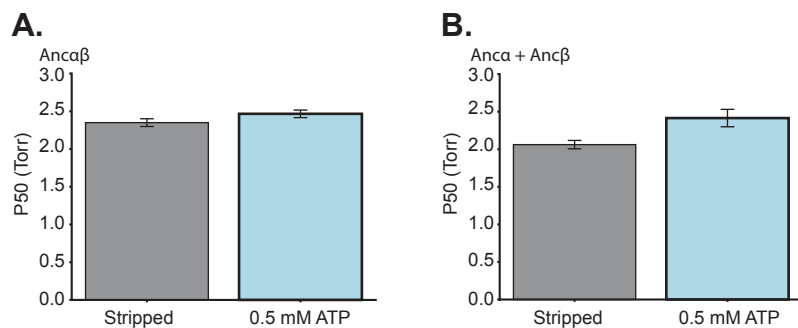 A.
Ancαβ
P50 (Torr)
3.0
2.5
2.0
1.5
1.0
0.5
0.0
Stripped
0.5 mM ATP
B.
Ancα + Ancβ
P50 (Torr)
3.0
2.5
2.0
1.5
1.0
0.5
0.0
Stripped
0.5 mM ATP